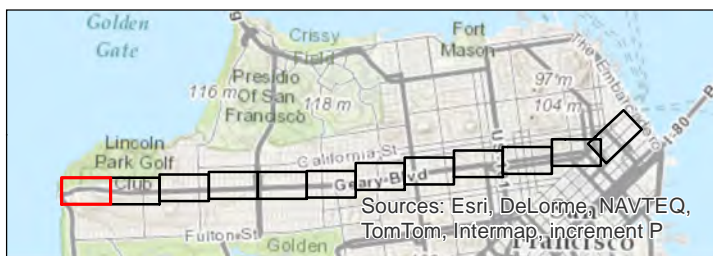 Golden
Gate
Crissy
Field
Fort
Mason
The Embarcadero
Presidio
Of San
Francisco
116 m
118 m
97 m
104 m
I-80
Lincoln
Park Golf
Club
California St
Geary Blvd
Fulton St
Golden
San
Francisco
Sources: Esri, DeLorme, NAVTEQ,
TomTom, Intermap, increment P